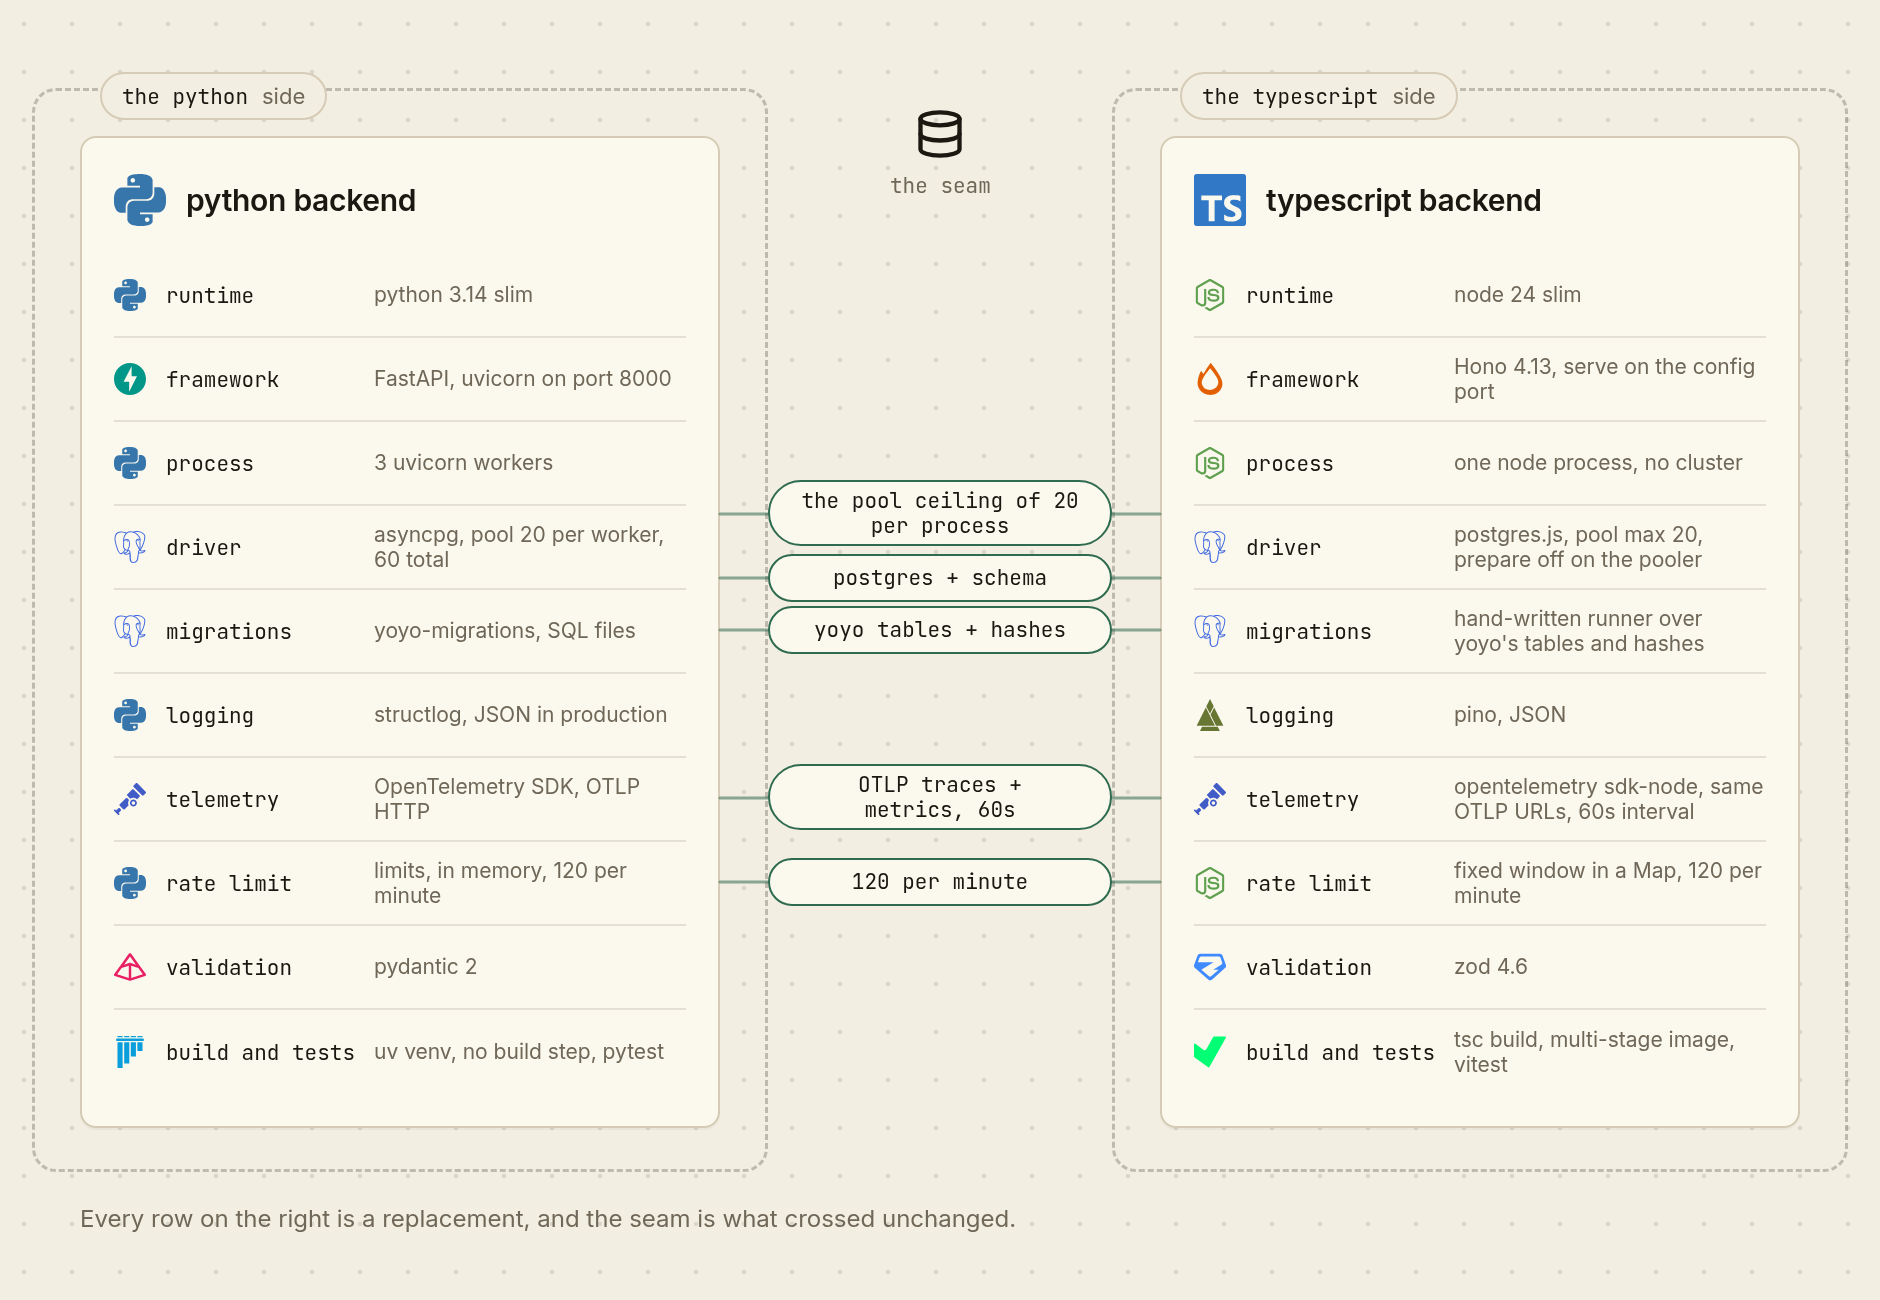 the python side
python backend
runtime
python 3.14 slim
framework
FastAPI, uvicorn on port 8000
process
3 uvicorn workers
driver
asyncpg, pool 20 per worker,
60 total
migrations
yoyo-migrations, SQL files
logging
structlog, JSON in production
telemetry
OpenTelemetry SDK, OTLP
HTTP
rate limit
limits, in memory, 120 per
minute
validation
pydantic 2
build and tests
uv venv, no build step, pytest
the seam
the pool ceiling of 20
per process
postgres + schema
yoyo tables + hashes
OTLP traces +
metrics, 60s
120 per minute
the typescript side
TS
typescript backend
runtime
node 24 slim
framework
Hono 4.13, serve on the config
port
process
one node process, no cluster
driver
postgres.js, pool max 20,
prepare off on the pooler
migrations
hand-written runner over
yoyo's tables and hashes
logging
pino, JSON
telemetry
opentelemetry sdk-node, same
OTLP URLs, 60s interval
rate limit
fixed window in a Map, 120 per
minute
validation
zod 4.6
build and tests
tsc build, multi-stage image,
vitest
Every row on the right is a replacement, and the seam is what crossed unchanged.